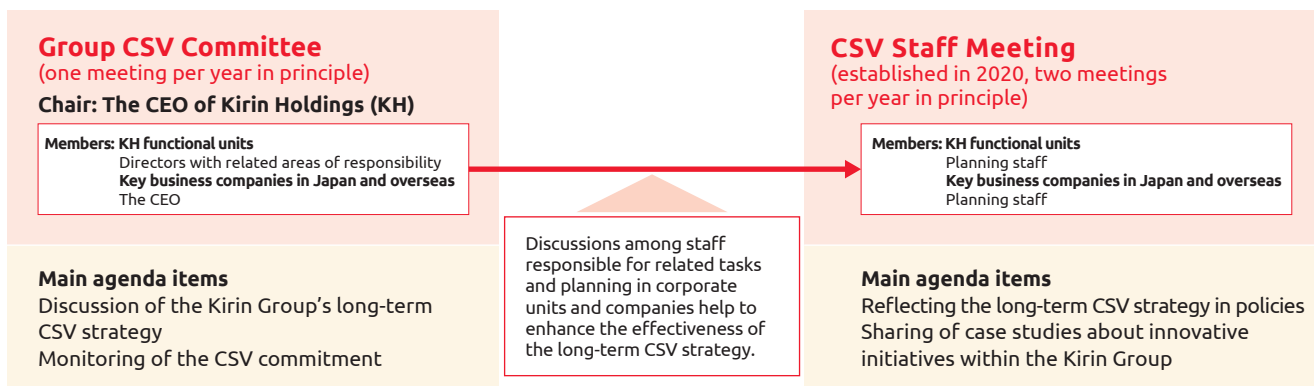 Group CSV Committee
(one meeting per year in principle)
Chair: The CEO of Kirin Holdings (KH)
Members: KH functional units
Directors with related areas of responsibility
Key business companies in Japan and overseas
The CEO
Main agenda items
Discussion of the Kirin Group’s long-term
CSV strategy
Monitoring of the CSV commitment
Discussions among staff
responsible for related tasks
and planning in corporate
units and companies help to
enhance the effectiveness of
the long-term CSV strategy.
CSV Staff Meeting
(established in 2020, two meetings
per year in principle)
Members: KH functional units
Planning staff
Key business companies in Japan and overseas
Planning staff
Main agenda items
Reflecting the long-term CSV strategy in policies
Sharing of case studies about innovative
initiatives within the Kirin Group